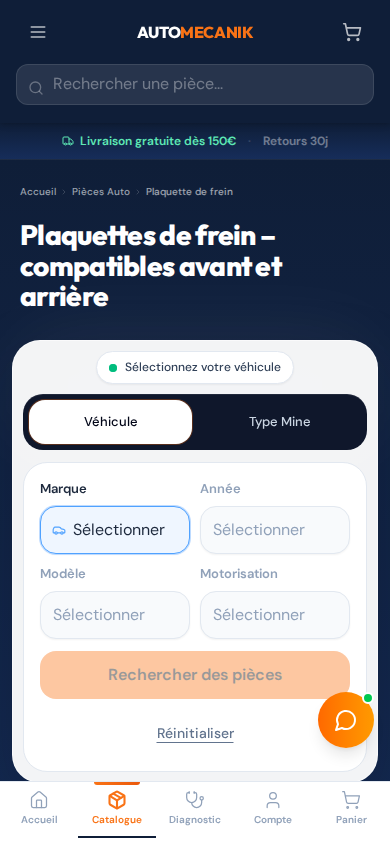 AUTOMECANIK
Rechercher une pièce...
Livraison gratuite dès 150€ · Retours 30j
Accueil › Pièces Auto › Plaquette de frein
Plaquettes de frein –
compatibles avant et
arrière
Sélectionnez votre véhicule
Véhicule Type Mine
Marque Année
Sélectionner Sélectionner
Modèle Motorisation
Sélectionner Sélectionner
Rechercher des pièces
Réinitialiser
Accueil Catalogue Diagnostic Compte Panier